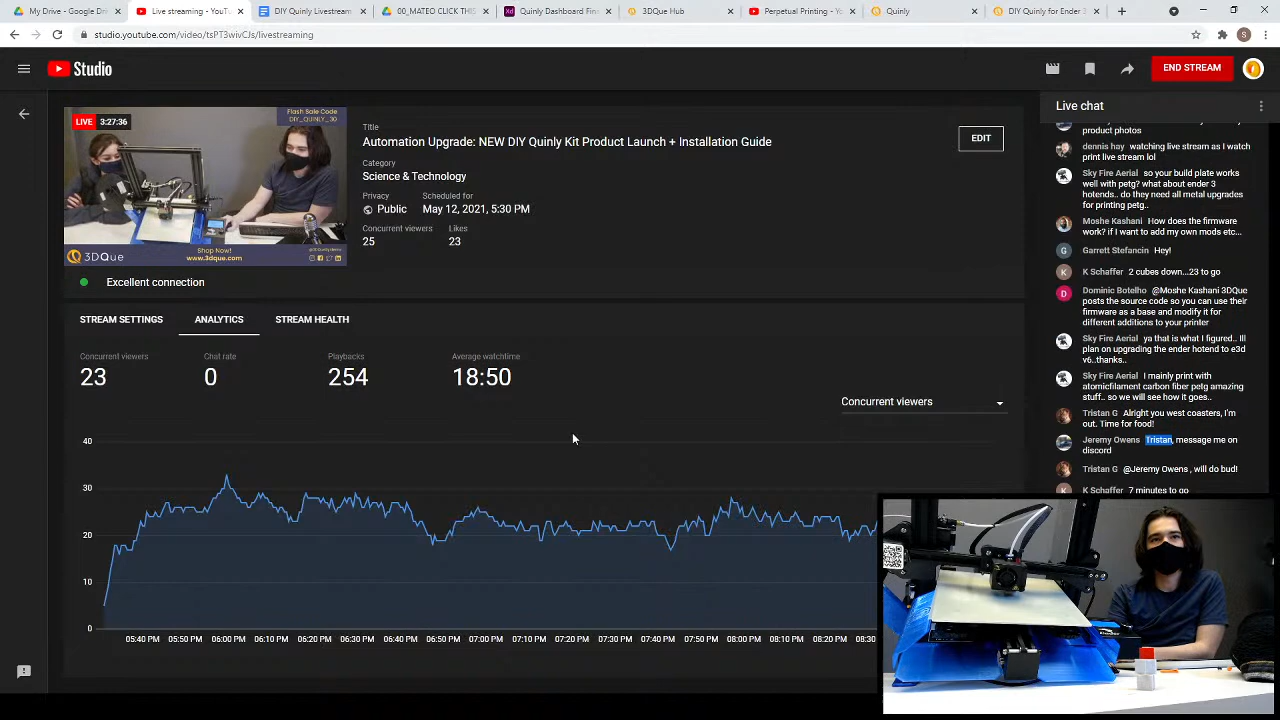 My Drive - Google Dri
Live streaming - YouTu
DIY Quinly Livestream
00_MATEO CLICK THIS
Quinly Dashboard Fin
3DQue Hub
Perpetual Printing - Yo
Quinly
DIY Quinly for Ender
studio.youtube.com/video/tsPT3wivCJs/livestreaming
S
Studio
END STREAM
LIVE 3:27:36
Flash Sale Code
DIY_QUINLY_30
3DQue
Shop Now!
www.3dque.com
Title
Automation Upgrade: NEW DIY Quinly Kit Product Launch + Installation Guide
EDIT
Category
Science & Technology
Privacy
Public
Scheduled for
May 12, 2021, 5:30 PM
Concurrent viewers
25
Likes
23
Excellent connection
STREAM SETTINGS
ANALYTICS
STREAM HEALTH
Concurrent viewers
23
Chat rate
0
Playbacks
254
Average watchtime
18:50
Concurrent viewers
40
30
20
10
0
05:40 PM 05:50 PM 06:00 PM 06:10 PM 06:20 PM 06:30 PM 06:40 PM 06:50 PM 07:00 PM 07:10 PM 07:20 PM 07:30 PM 07:40 PM 07:50 PM 08:00 PM 08:10 PM 08:20 PM 08:30
Live chat
product photos
dennis hay watching live stream as I watch
print live stream lol
Sky Fire Aerial so your build plate works
well with petg? what about ender 3
hotends.. do they need all metal upgrades
for printing petg..
Moshe Kashani How does the firmware
work? if I want to add my own mods etc...
G
Garrett Stefancin Hey!
K
K Schaffer 2 cubes down...23 to go
D
Dominic Botelho @Moshe Kashani 3DQue
posts the source code so you can use their
firmware as a base and modify it for
different additions to your printer
Sky Fire Aerial ya that is what I figured.. Ill
plan on upgrading the ender hotend to e3d
v6..thanks..
Sky Fire Aerial I mainly print with
atomicfilament carbon fiber petg amazing
stuff.. so we will see how it goes..
Tristan G Alright you west coasters, I'm
out. Time for food!
Jeremy Owens Tristan, message me on
discord
Tristan G @Jeremy Owens , will do bud!
K
K Schaffer 7 minutes to go